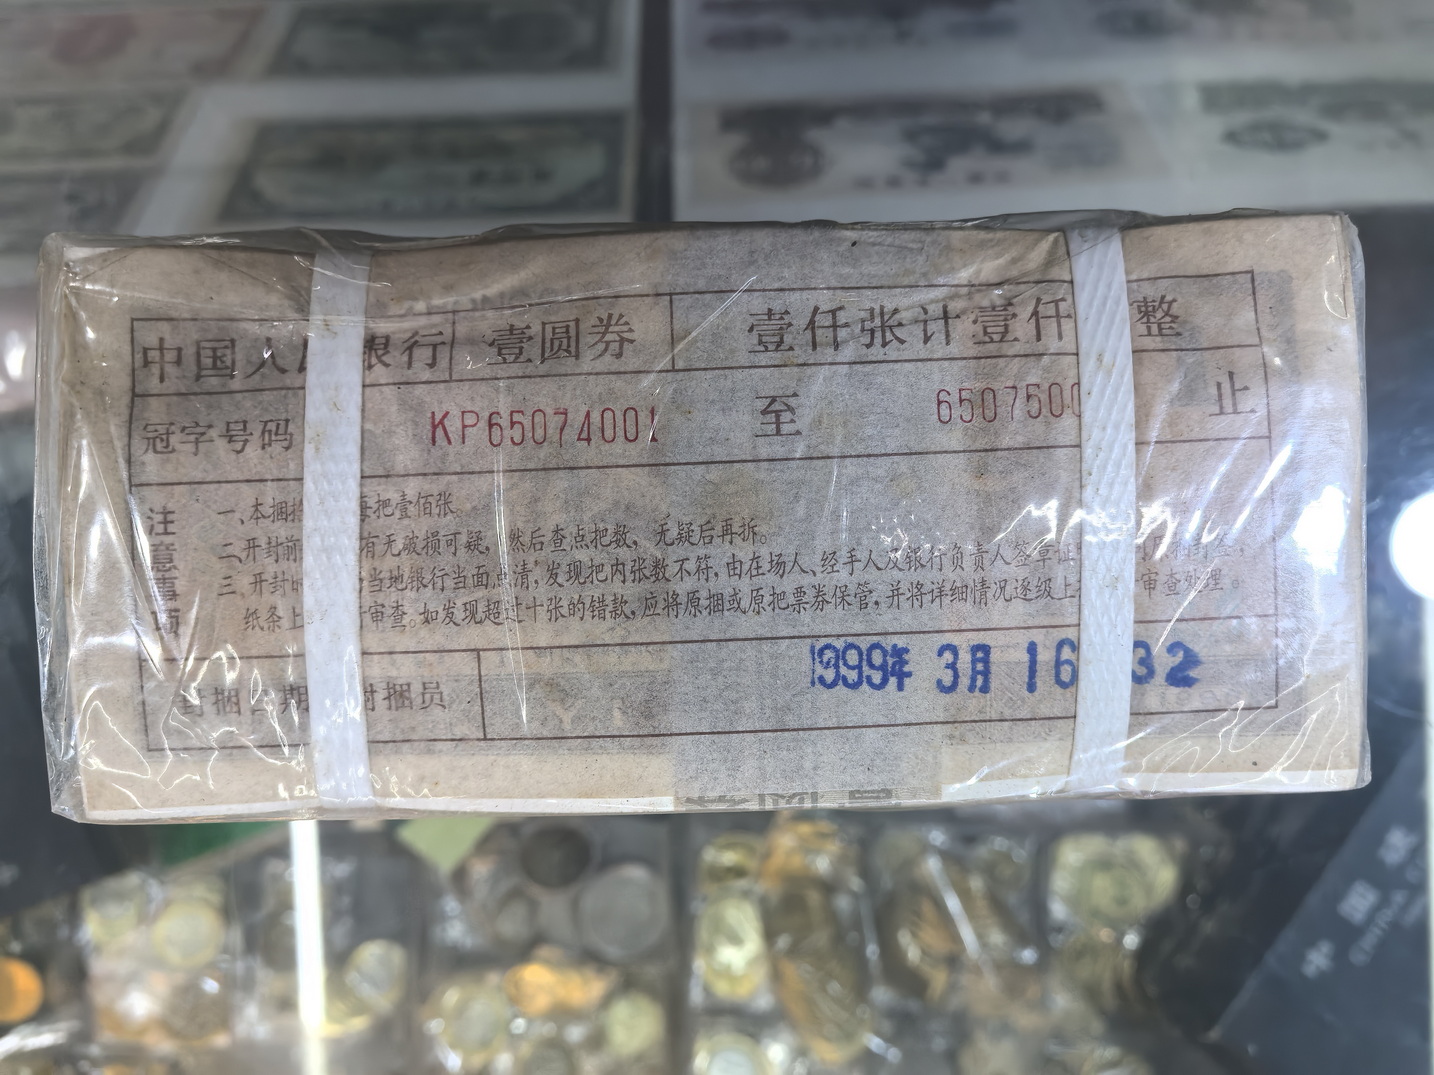 中国人 银行 壹圆券 壹仟张计壹仟 整
冠字号码 KP65074001 至 6507500 止
注意事项
一、本捆 每把壹佰张
二.开封前 有无破损可疑，然后查点把数，无疑后再拆。
三.开封 当地银行当面点清，发现把内张数不符，由在场人、经手人及银行负责人签章证
纸条上 审查。如发现超过十张的错款，应将原捆或原把票券保管，并将详细情况逐级上 审查处理。
封捆 期 封捆员 1999年 3月 16 32
中国